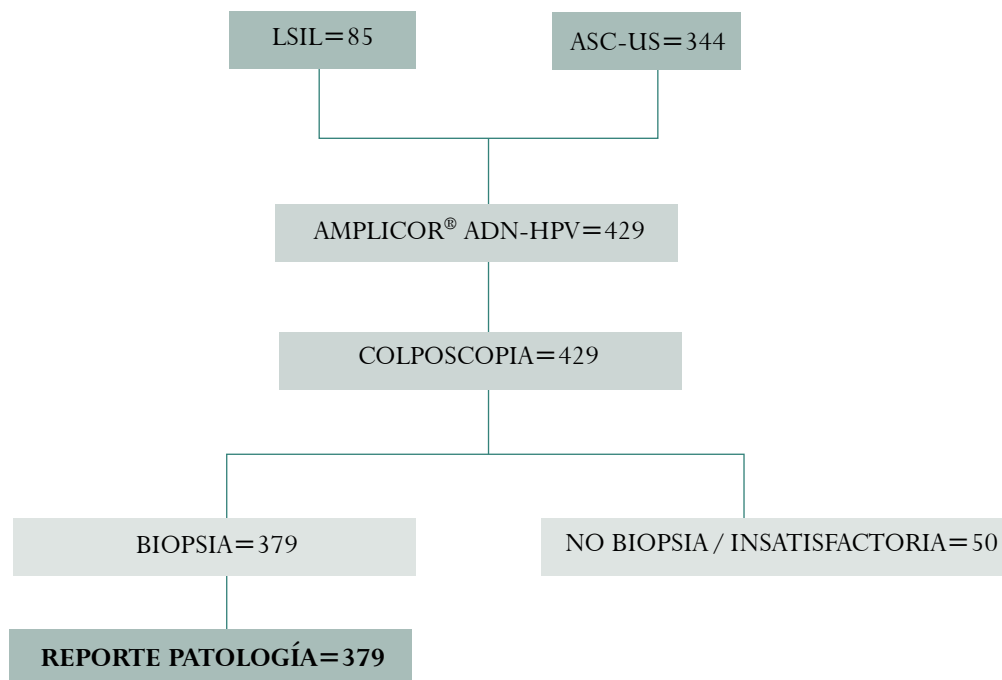 LSIL=85
ASC-US=344
AMPLICOR® ADN-HPV=429
COLPOSCOPIA=429
BIOPSIA=379
NO BIOPSIA / INSATISFACTORIA=50
REPORTE PATOLOGÍA=379